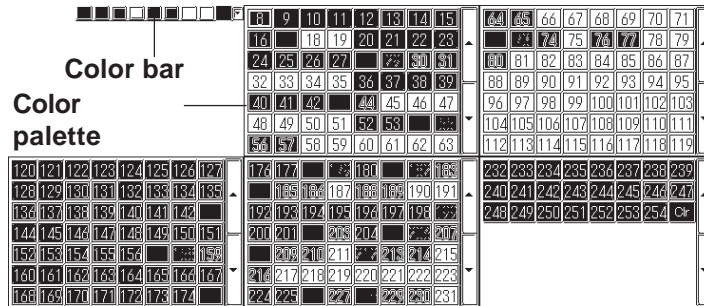 Color bar
Color
palette
8 9 10 11 12 13 14 15
16 18 19 20 21 22 23
24 25 26 27 30 31
32 33 34 35 36 37 38 39
40 41 42 44 45 46 47
48 49 50 51 52 53
56 57 58 59 60 61 62 63
64 65 66 67 68 69 70 71
74 75 76 77 78 79
80 81 82 83 84 85 86 87
88 89 90 91 92 93 94 95
96 97 98 99 100 101 102 103
104 105 106 107 108 109 110 111
112 113 114 115 116 117 118 119
120 121 122 123 124 125 126 127
128 129 130 131 132 133 134 135
136 137 138 139 140 141 142
144 145 146 147 148 149 150 151
152 153 154 155 156 159
160 161 162 163 164 165 166 167
168 169 170 171 172 173 174
176 177 180 183
185 186 187 188 189 190 191
192 193 194 195 196 197 198
200 201 203 204 207
209 210 211 213 214 215
216 217 218 219 220 221 222 223
224 225 227 229 230 231
232 233 234 235 236 237 238 239
240 241 242 243 244 245 246 247
248 249 250 251 252 253 254 Clr